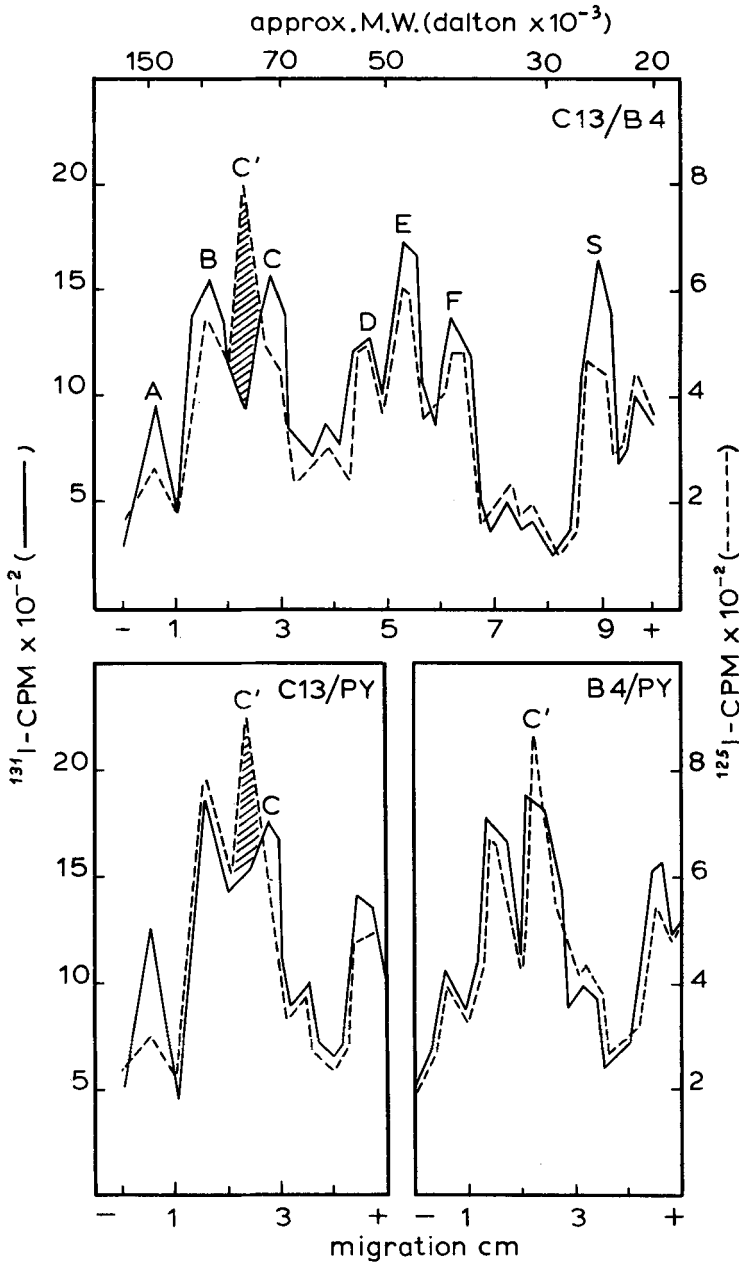 approx.M.W.(dalton x10⁻³)
150 70 50 30 20
C13/B4
C'
20 8
B C E S
15 6
D F
A
10 4
5 2
- 1 3 5 7 9 +
¹³¹I-CPM x 10⁻² (——)
¹²⁵I-CPM x 10⁻² (------)
C13/PY B4/PY
C' C'
20 8
C
15 6
10 4
5 2
- 1 3 + - 1 3 +
migration cm